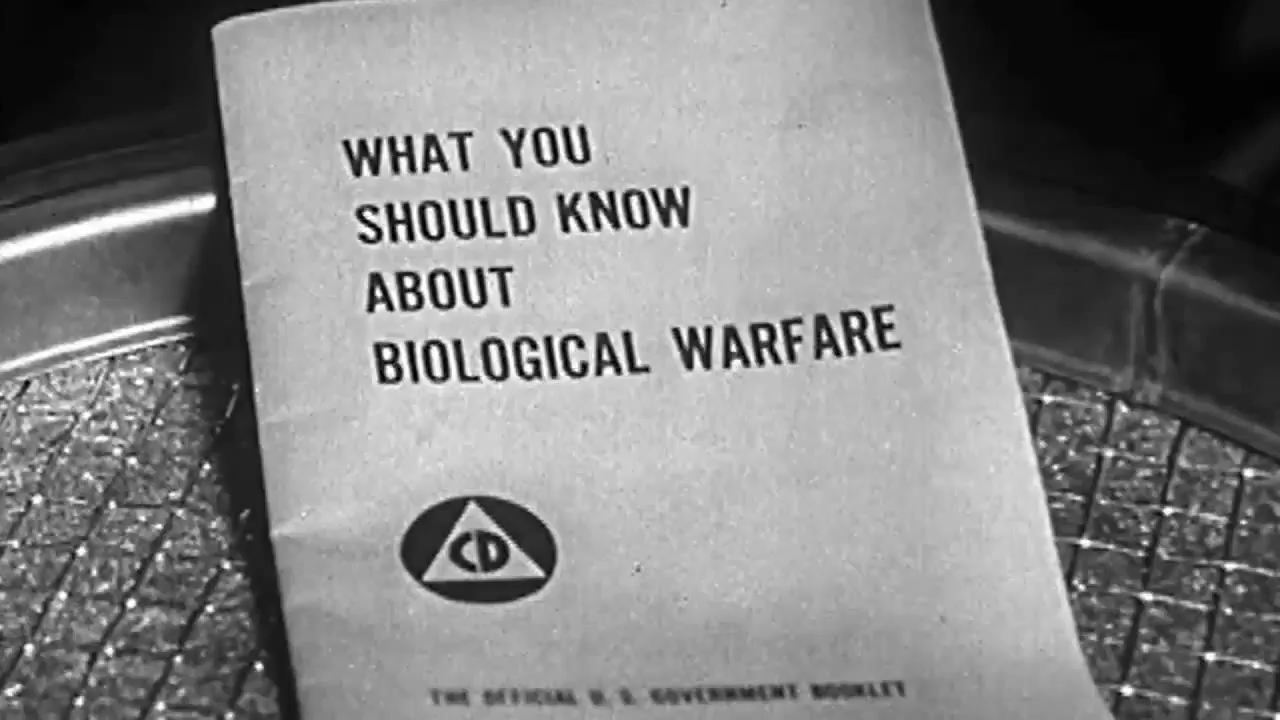 WHAT YOU
SHOULD KNOW
ABOUT
BIOLOGICAL WARFARE
CD
THE OFFICIAL U. S. GOVERNMENT BOOKLET